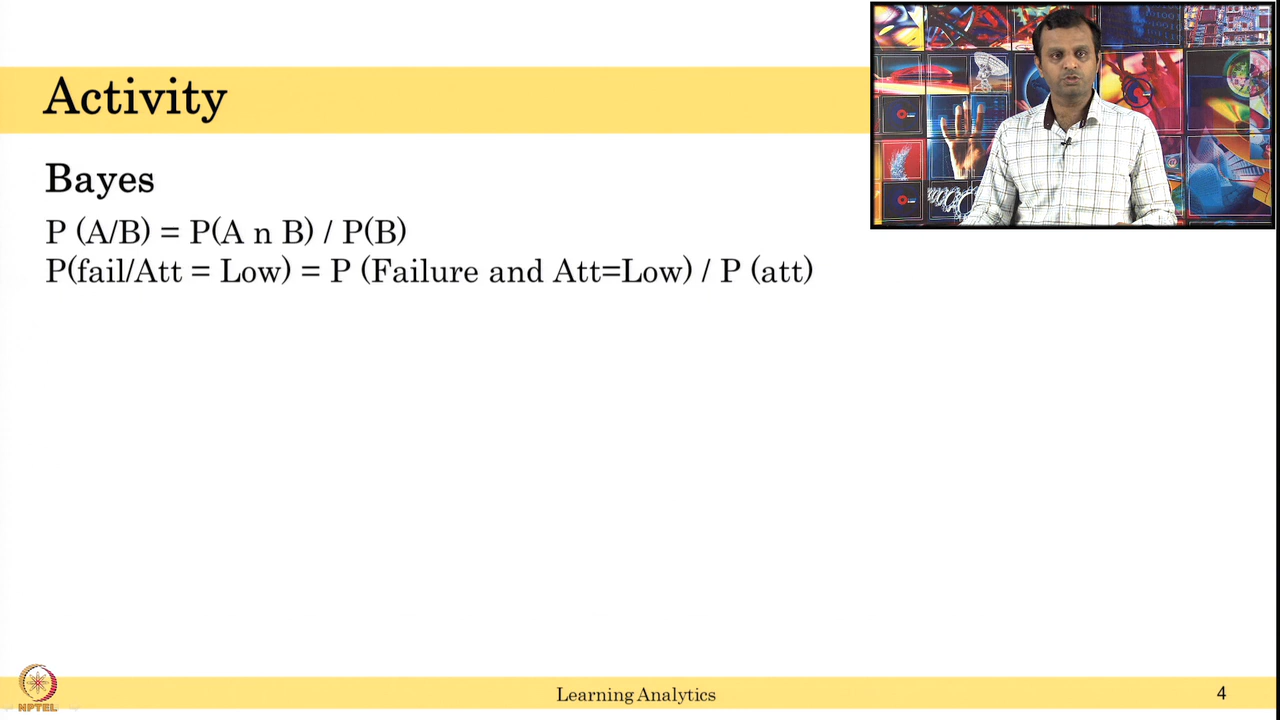 Activity
Bayes
P (A/B) = P(A n B) / P(B)
P(fail/Att = Low) = P (Failure and Att=Low) / P (att)
NPTEL
Learning Analytics
4